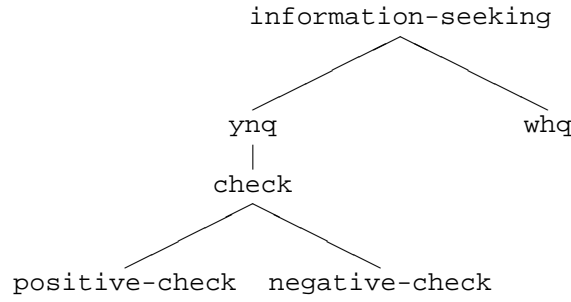 information-seeking
ynq whq
check
positive-check negative-check